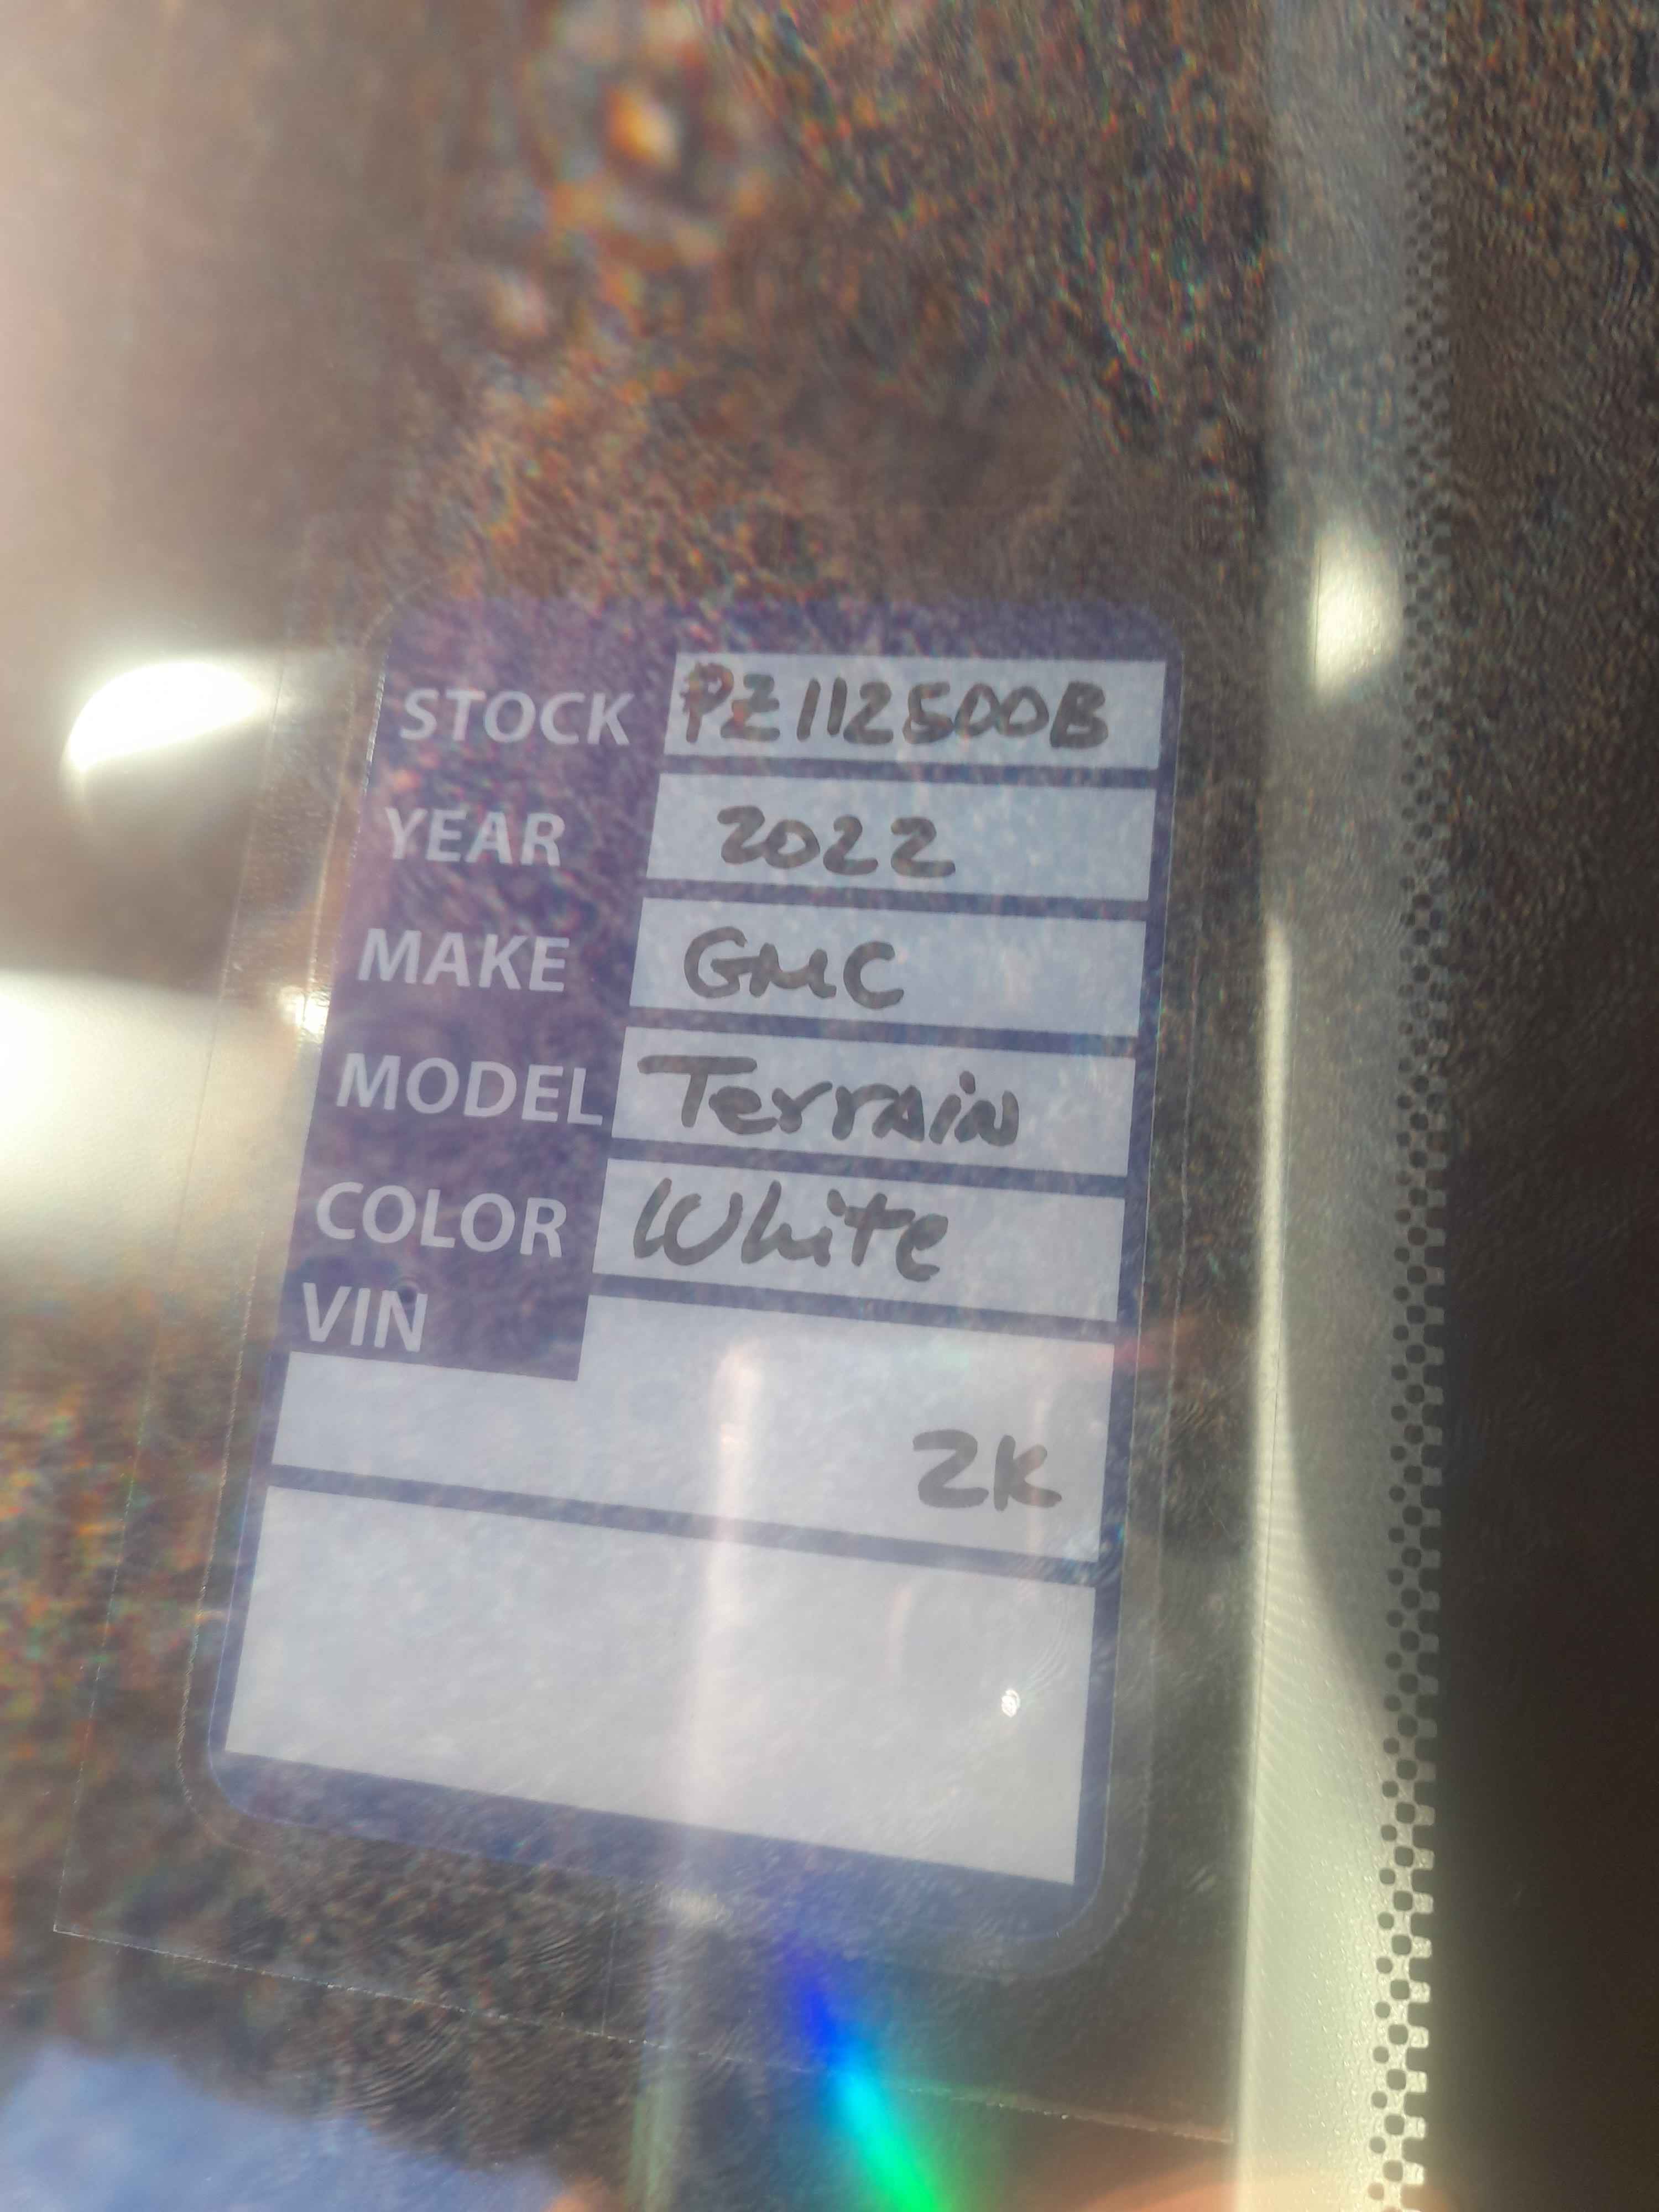 STOCK PZ112500B
YEAR 2022
MAKE GMC
MODEL Terrain
COLOR White
VIN
2K